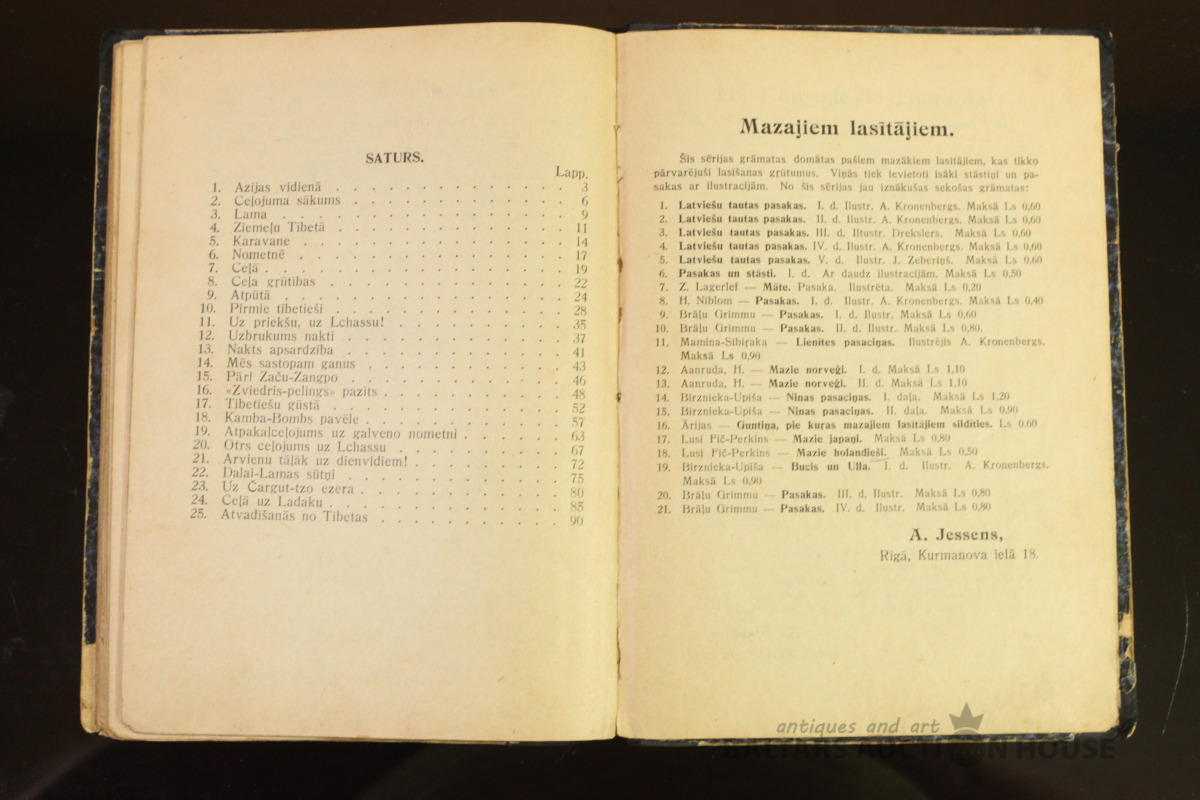 SATURS.
Lapp.
1. Azijas vidienā . . . . . . . . . . . . . 3
2. Ceļojuma sākums . . . . . . . . . . . . 6
3. Lama . . . . . . . . . . . . . . . 9
4. Ziemeļu Tibetā . . . . . . . . . . . . 11
5. Karavane . . . . . . . . . . . . . . 14
6. Nometnē . . . . . . . . . . . . . . 17
7. Ceļā . . . . . . . . . . . . . . . . 19
8. Ceļa grūtības . . . . . . . . . . . . 22
9. Atpūtā . . . . . . . . . . . . . . . 24
10. Pirmie tibetieši . . . . . . . . . . . . 28
11. Uz priekšu, uz Lchassu! . . . . . . . . . 35
12. Uzbrukums naktī . . . . . . . . . . . . 37
13. Nakts apsardzība . . . . . . . . . . . . 41
14. Mēs sastopam ganus . . . . . . . . . . 43
15. Pāri Začu-Zangpo . . . . . . . . . . . 46
16. «Zviedris-pelings» pazīts . . . . . . . . . . 48
17. Tibetiešu gūstā . . . . . . . . . . . . 52
18. Kamba-Bombs pavēle . . . . . . . . . . 57
19. Atpakaļceļojums uz galveno nometni . . . . . . 63
20. Otrs ceļojums uz Lchassu . . . . . . . . . 67
21. Arvienu tāļāk uz dienvidiem! . . . . . . . . 72
22. Dalai-Lamas sūtņi . . . . . . . . . . . 75
23. Uz Čargut-tzo ezera . . . . . . . . . . . 80
24. Ceļā uz Ladaku . . . . . . . . . . . . 85
25. Atvadīšanās no Tibetas . . . . . . . . . . 90
Mazajiem lasītājiem.
Šis sērijas grāmatas domātas pašiem mazākiem lasītājiem, kas tikko
pārvarējuši lasīšanas grūtumus. Viņās tiek ievietoti īsāki stāstiņi un pa-
sakas ar ilustracijām. No šīs sērijas jau iznākušas sekošas grāmatas:
1. Latviešu tautas pasakas. I. d. Ilustr. A. Kronenbergs. Maksā Ls 0,60
2. Latviešu tautas pasakas. II. d. Ilustr. A. Kronenbergs. Maksā Ls 0,60
3. Latviešu tautas pasakas. III. d. Iltustr. Drekslers. Maksā Ls 0,60
4. Latviešu tautas pasakas. IV. d. Ilustr. A. Kronenbergs. Maksā Ls 0,60
5. Latviešu tautas pasakas. V. d. Ilustr. J. Zeberiņš. Maksā Ls 0,60
6. Pasakas un stāsti. I. d. Ar daudz ilustracijām. Maksā Ls 0,50
7. Z. Lagerlef — Māte. Pasaka. Ilustrēta. Maksā Ls 0,20
8. H, Niblom — Pasakas. I. d. Ilustr. A. Kronenbergs. Maksā Ls 0,40
9. Brāļu Grimmu — Pasakas. I. d. Ilustr. Maksā Ls 0,60
10. Brāļu Grimmu — Pasakas. II. d. Ilustr. Maksā Ls 0,80.
11. Mamina-Sibiŗaka — Lienītes pasaciņas. Ilustrējis A. Kronenbergs.
Maksā Ls 0,90
12. Aanruda, H. — Mazie norveģi. I. d. Maksā Ls 1,10
13. Aanruda, H. — Mazie norveģi. II. d. Maksā Ls 1,10
14. Birznieka-Upīša — Ninas pasaciņas. I. daļa. Maksā Ls 1,20
15. Birznieka-Upīša — Ninas pasaciņas. II. daļa. Maksā Ls 0,90
16. Ārijas — Guntiņa, pie kuŗas mazajiem lasītājiem sildīties. Ls 0.60
17. Lusi Fič-Perkins — Mazie japaņi. Maksā Ls 0,80
18. Lusi Fič-Perkins — Mazie holandieši. Maksā Ls 0,50
19. Birznieka-Upīša — Bucis un Ulla. I. d. Ilustr. A. Kronenbergs.
Maksā Ls 0,90
20. Brāļu Grimmu — Pasakas. III. d. Ilustr. Maksā Ls 0,80
21. Brāļu Grimmu — Pasakas. IV. d. Ilustr. Maksā Ls 0,80
A. Jessens,
Rīgā, Kurmanova ielā 18.
antiques and art
BALTARS AUCTION HOUSE